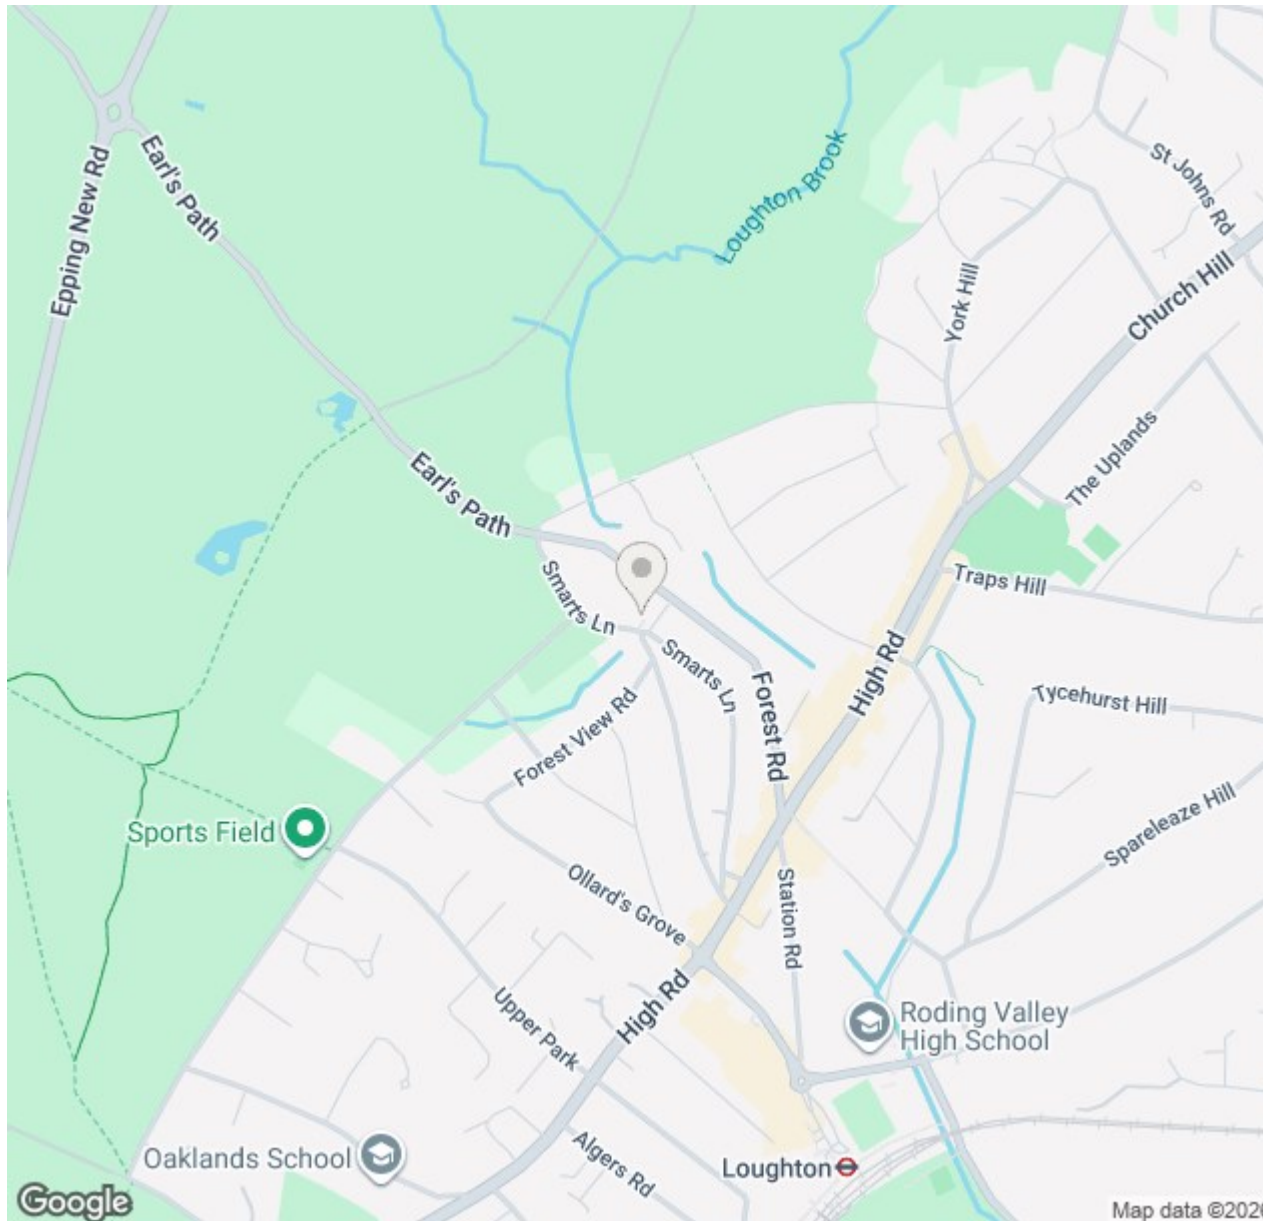 Epping New Rd
Earl's Path
Loughton Brook
St Johns Rd
York Hill
Church Hill
Earl's Path
The Uplands
Smarts Ln
Traps Hill
Smarts Ln
High Rd
Forest Rd
Tycehurst Hill
Forest View Rd
Sports Field
Spareleaze Hill
Ollard's Grove
Station Rd
High Rd
Upper Park
Roding Valley
High School
Oaklands School
Algers Rd
Loughton
Google
Map data ©2026